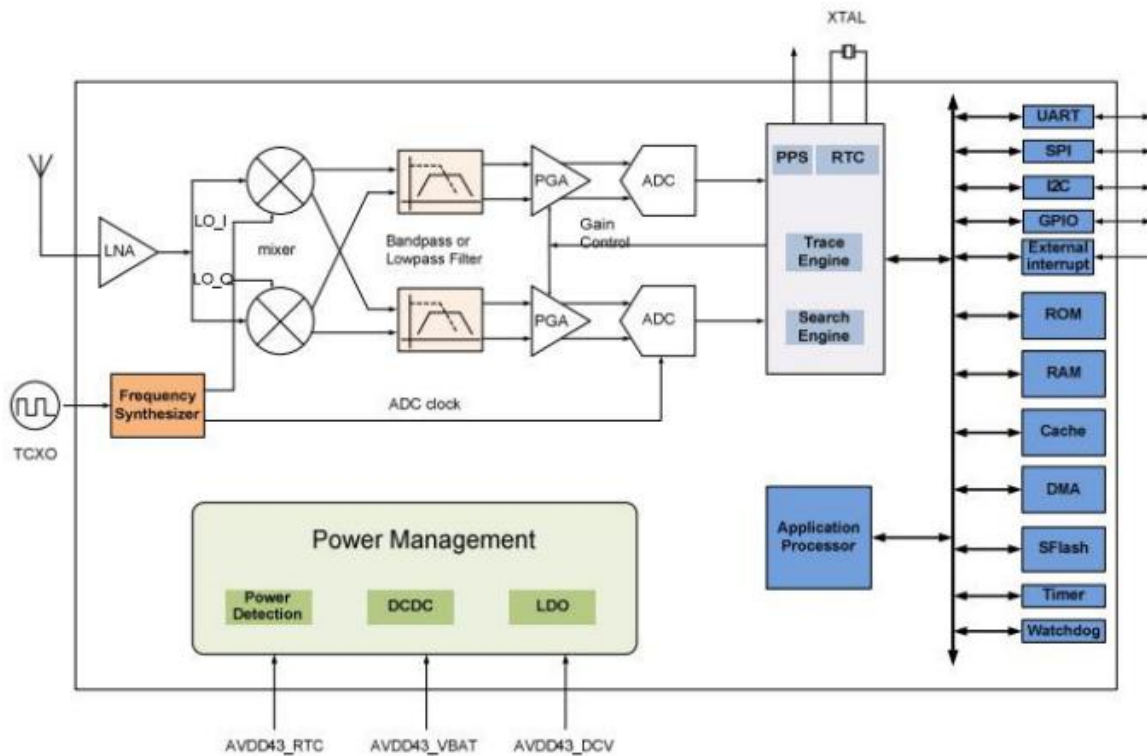 XTAL
UART
PPS RTC
SPI
PGA
ADC
I2C
LO_I
Gain
Control
GPIO
LNA
mixer
Bandpass or
Lowpass Filter
Trace
Engine
External
interrupt
LO_Q
PGA
ADC
Search
Engine
ROM
RAM
Frequency
Synthesizer
ADC clock
TCXO
Cache
DMA
Power Management
Application
Processor
SFlash
Power
Detection
DCDC
LDO
Timer
Watchdog
AVDD43_RTC
AVDD43_VBAT
AVDD43_DCV